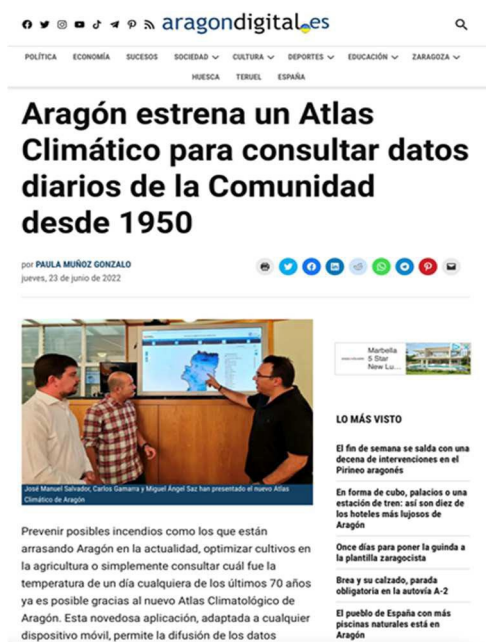 aragondigital.es
POLÍTICA ECONOMÍA SUCESOS SOCIEDAD CULTURA DEPORTES EDUCACIÓN ZARAGOZA
HUESCA TERUEL ESPAÑA
Aragón estrena un Atlas
Climático para consultar datos
diarios de la Comunidad
desde 1950
por PAULA MUÑOZ GONZALO
jueves, 23 de junio de 2022
José Manuel Salvador, Carlos Gamarra y Miguel Ángel Saz han presentado el nuevo Atlas
Climático de Aragón
Prevenir posibles incendios como los que están
arrasando Aragón en la actualidad, optimizar cultivos en
la agricultura o simplemente consultar cuál fue la
temperatura de un día cualquiera de los últimos 70 años
ya es posible gracias al nuevo Atlas Climatológico de
Aragón. Esta novedosa aplicación, adaptada a cualquier
dispositivo móvil, permite la difusión de los datos
Marbella
5 Star
New Lu...
LO MÁS VISTO
El fin de semana se salda con una
decena de intervenciones en el
Pirineo aragonés
En forma de cubo, palacios o una
estación de tren: así son diez de
los hoteles más lujosos de
Aragón
Once días para poner la guinda a
la plantilla zaragocista
Brea y su calzado, parada
obligatoria en la autovía A-2
El pueblo de España con más
piscinas naturales está en
Aragón